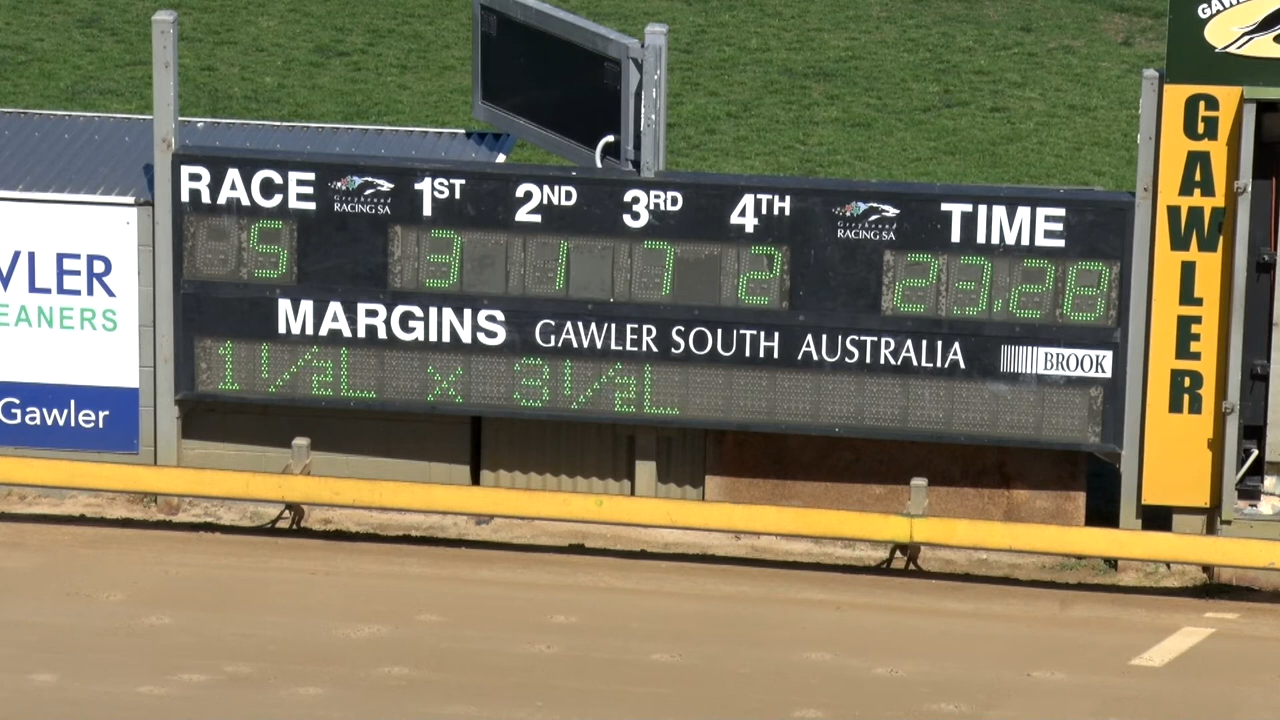 GAWL
RACE
Greyhound
RACING SA
1ST 2ND 3RD 4TH
Greyhound
RACING SA
TIME
5 3 1 7 2 23.28
MARGINS GAWLER SOUTH AUSTRALIA BROOK
1 1/2L x 3 1/2L
GAWLER
VLER
EANERS
Gawler